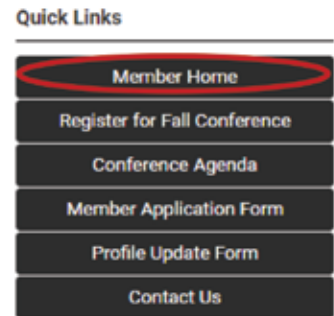 Quick Links
Member Home
Register for Fall Conference
Conference Agenda
Member Application Form
Profile Update Form
Contact Us